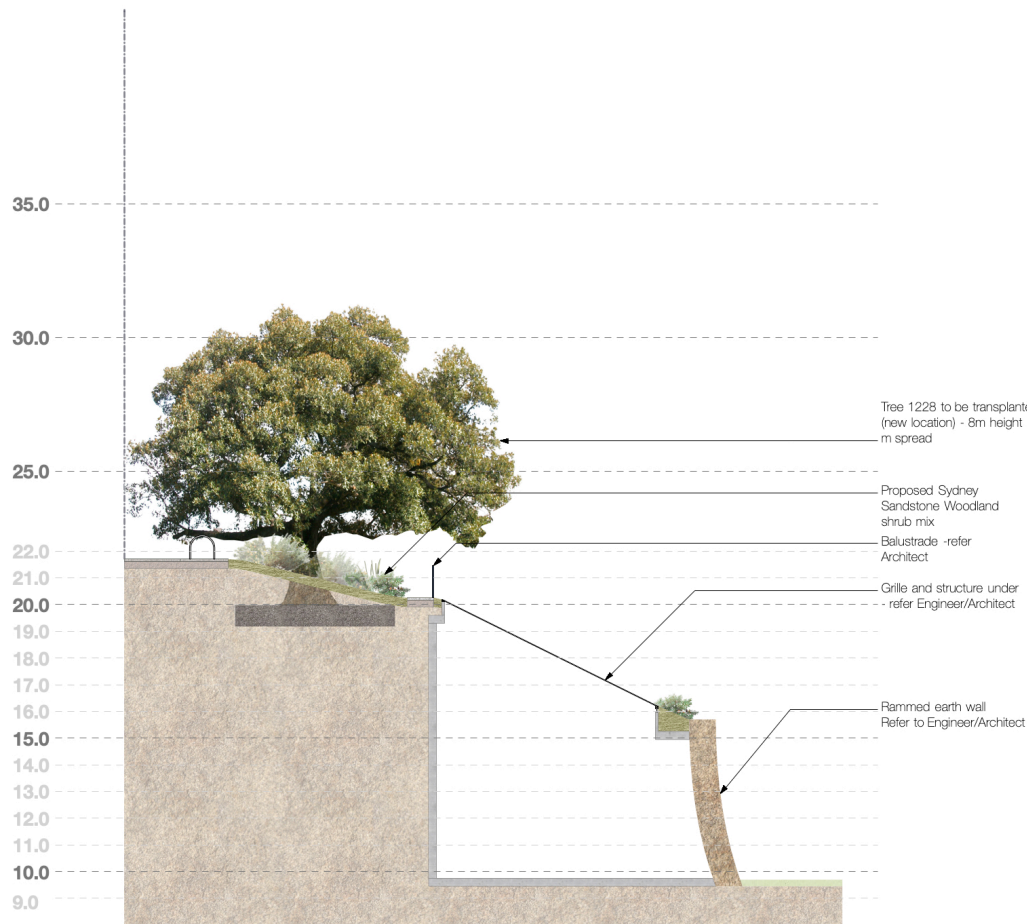 35.0
30.0
25.0
22.0
21.0
20.0
19.0
18.0
17.0
16.0
15.0
14.0
13.0
12.0
11.0
10.0
9.0
Tree 1228 to be transplante
(new location) - 8m height
m spread
Proposed Sydney
Sandstone Woodland
shrub mix
Balustrade -refer
Architect
Grille and structure under
- refer Engineer/Architect
Rammed earth wall
Refer to Engineer/Architect